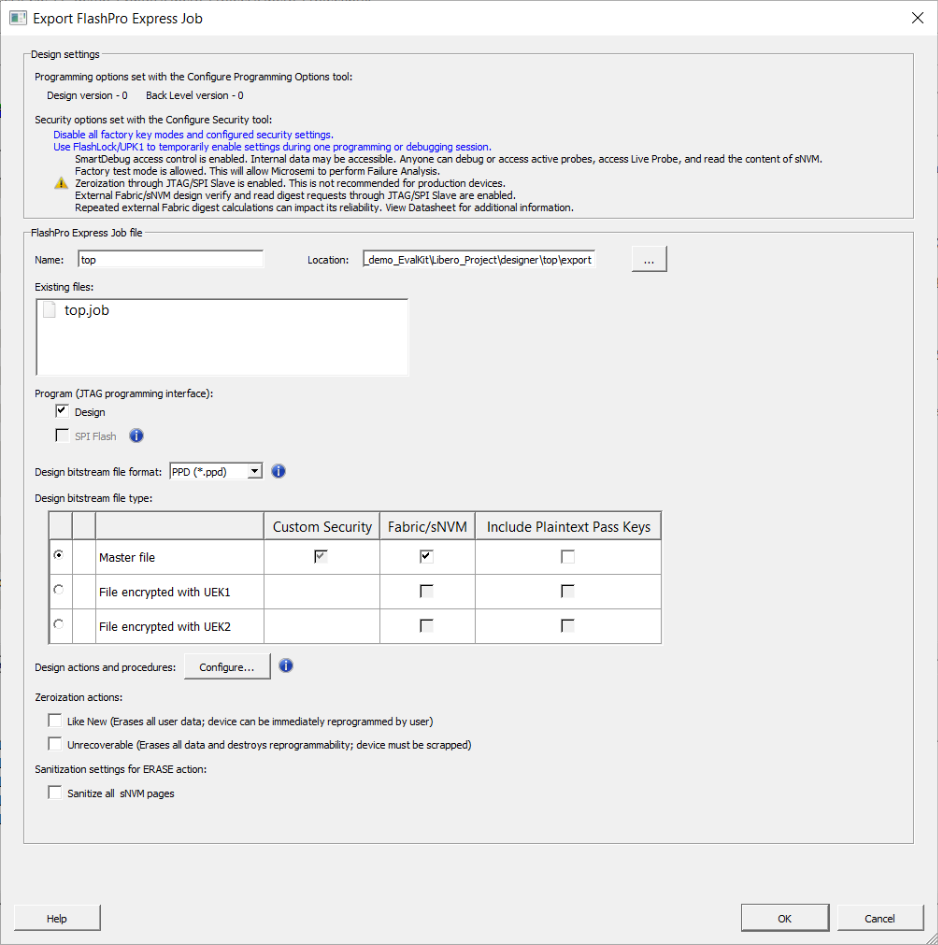 Export FlashPro Express Job
Design settings
Programming options set with the Configure Programming Options tool:
Design version - 0 Back Level version - 0
Security options set with the Configure Security tool:
Disable all factory key modes and configured security settings.
Use FlashLock/UPK1 to temporarily enable settings during one programming or debugging session.
SmartDebug access control is enabled. Internal data may be accessible. Anyone can debug or access active probes, access Live Probe, and read the content of sNVM.
Factory test mode is allowed. This will allow Microsemi to perform Failure Analysis.
Zeroization through JTAG/SPI Slave is enabled. This is not recommended for production devices.
External Fabric/sNVM design verify and read digest requests through JTAG/SPI Slave are enabled.
Repeated external Fabric digest calculations can impact its reliability. View Datasheet for additional information.
FlashPro Express Job file
Name: top Location: _demo_EvalKit\Libero_Project\designer\top\export ...
Existing files:
top.job
Program (JTAG programming interface):
Design
SPI Flash
Design bitstream file format: PPD (*.ppd)
Design bitstream file type:
Custom Security Fabric/sNVM Include Plaintext Pass Keys
Master file
File encrypted with UEK1
File encrypted with UEK2
Design actions and procedures: Configure...
Zeroization actions:
Like New (Erases all user data; device can be immediately reprogrammed by user)
Unrecoverable (Erases all data and destroys reprogrammability; device must be scrapped)
Sanitization settings for ERASE action:
Sanitize all sNVM pages
Help OK Cancel